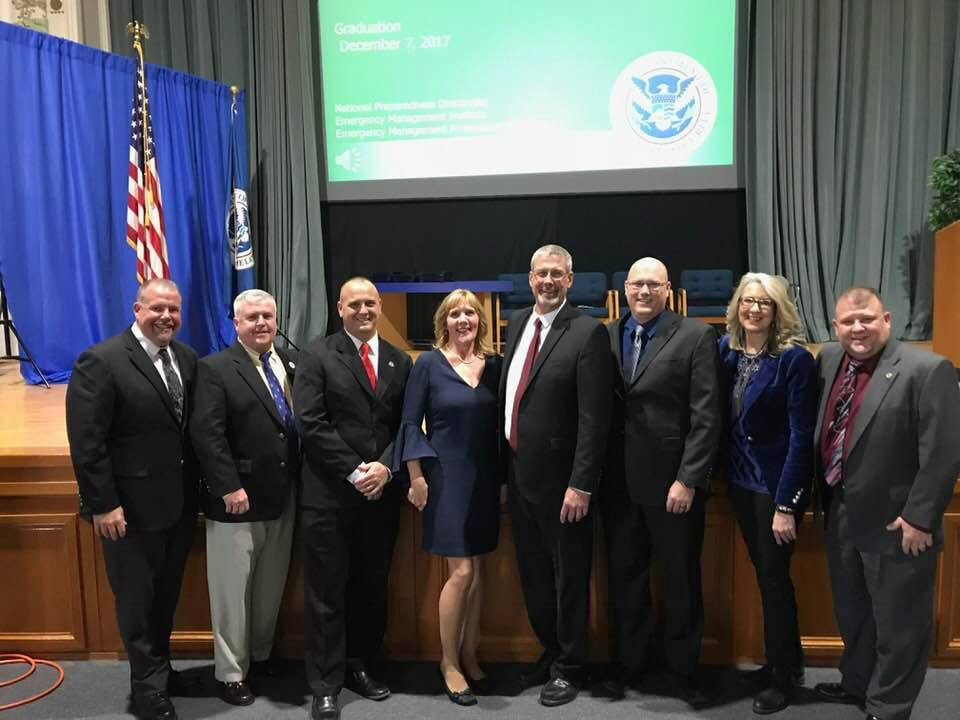 Graduation
December 7, 2017
National Preparedness Directorate
Emergency Management Institute
Emergency Management